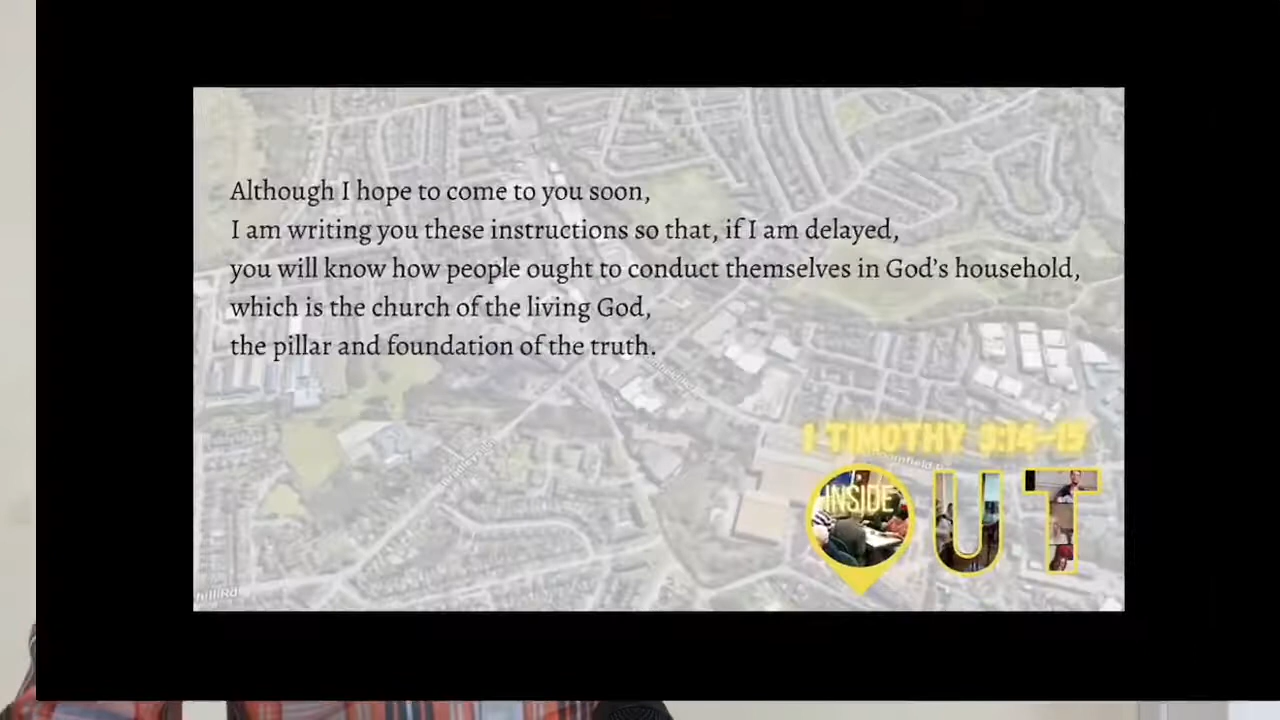 Although I hope to come to you soon,
I am writing you these instructions so that, if I am delayed,
you will know how people ought to conduct themselves in God's household,
which is the church of the living God,
the pillar and foundation of the truth.
1 TIMOTHY 3:14-15
INSIDE
OUT